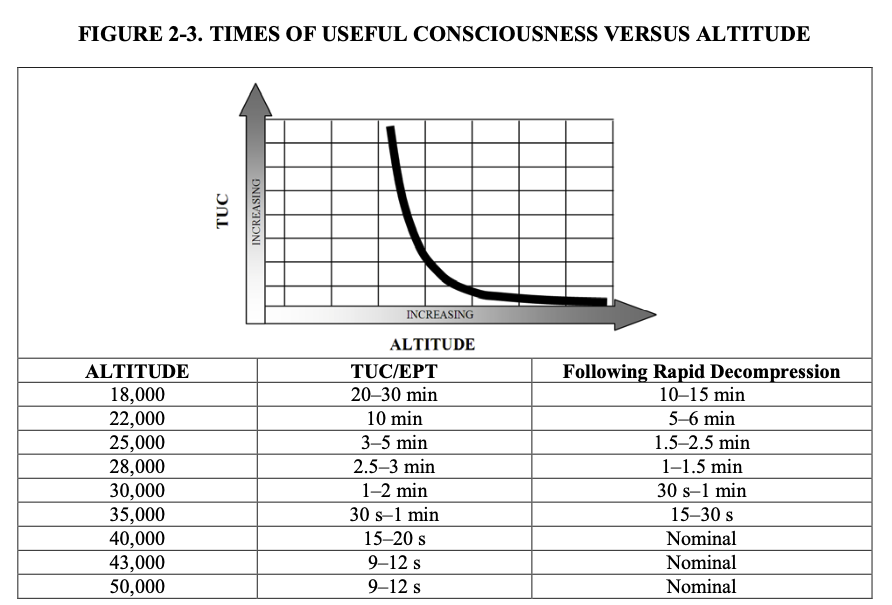 FIGURE 2-3. TIMES OF USEFUL CONSCIOUSNESS VERSUS ALTITUDE
TUC
INCREASING
INCREASING
ALTITUDE
ALTITUDE TUC/EPT Following Rapid Decompression
18,000 20–30 min 10–15 min
22,000 10 min 5–6 min
25,000 3–5 min 1.5–2.5 min
28,000 2.5–3 min 1–1.5 min
30,000 1–2 min 30 s–1 min
35,000 30 s–1 min 15–30 s
40,000 15–20 s Nominal
43,000 9–12 s Nominal
50,000 9–12 s Nominal